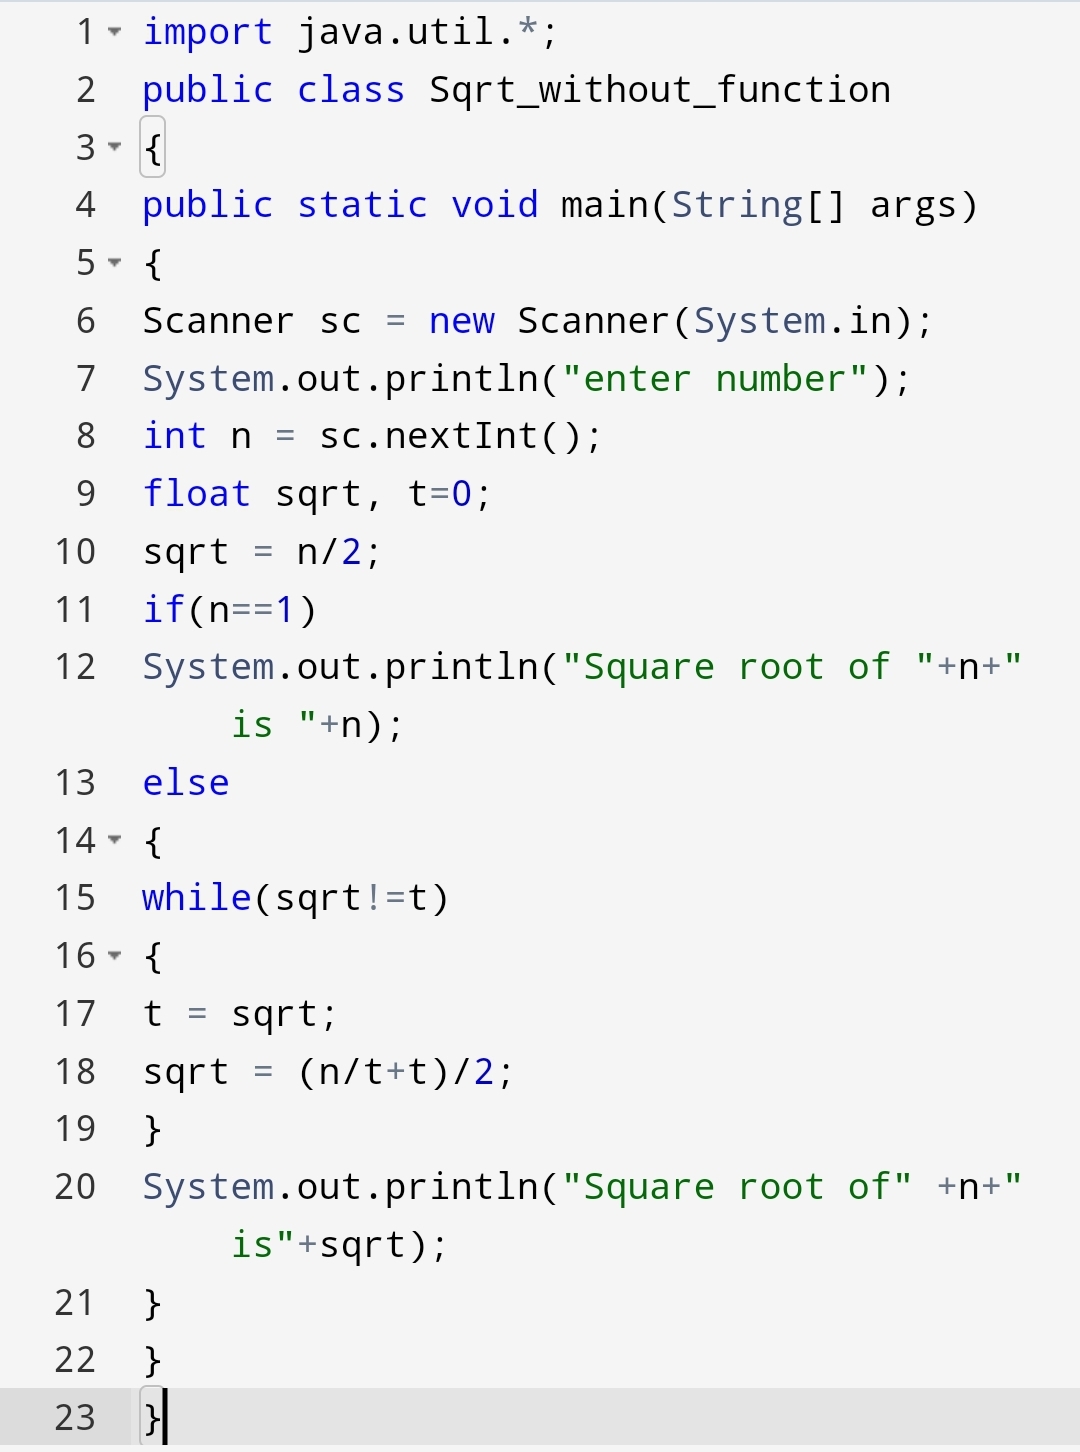 1 import java.util.*;
2 public class Sqrt_without_function
3 {
4 public static void main(String[] args)
5 {
6 Scanner sc = new Scanner(System.in);
7 System.out.println("enter number");
8 int n = sc.nextInt();
9 float sqrt, t=0;
10 sqrt = n/2;
11 if(n==1)
12 System.out.println("Square root of "+n+"
is "+n);
13 else
14 {
15 while(sqrt!=t)
16 {
17 t = sqrt;
18 sqrt = (n/t+t)/2;
19 }
20 System.out.println("Square root of" +n+"
is"+sqrt);
21 }
22 }
23 }